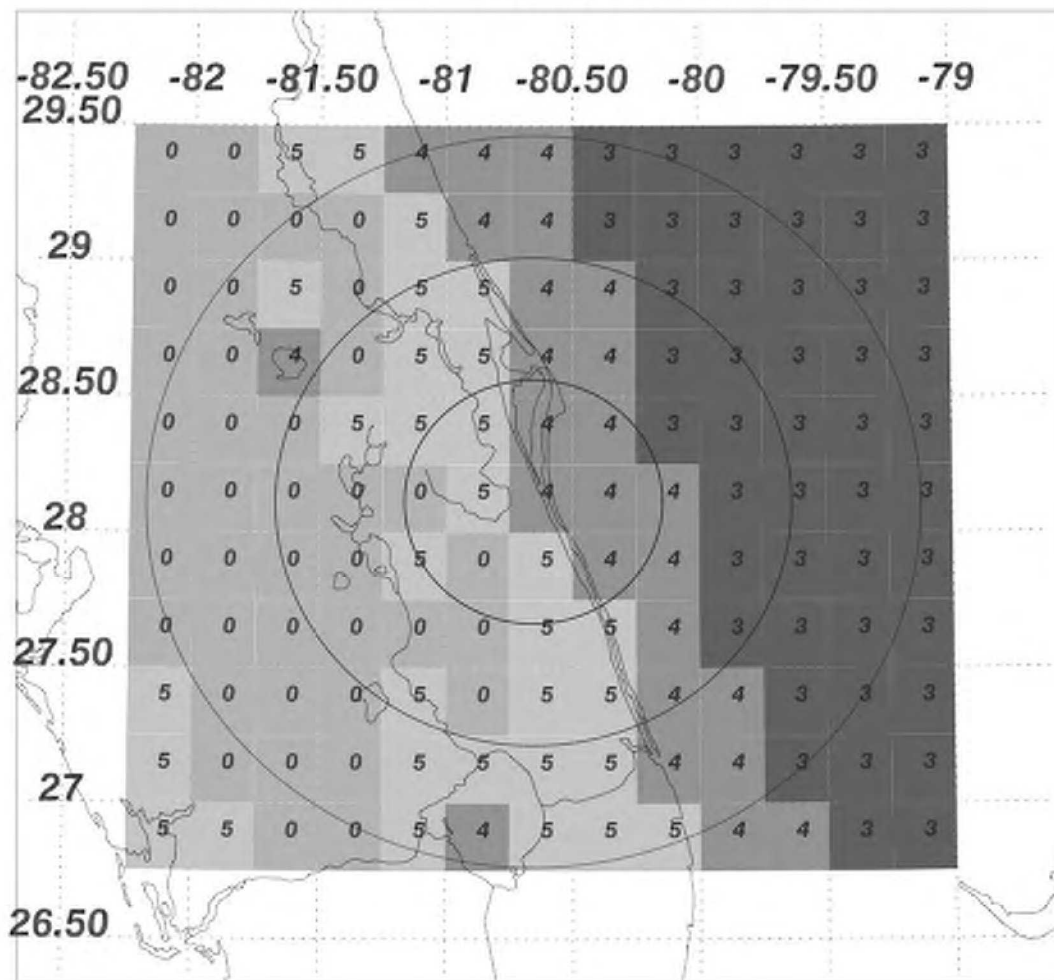 -82.50 -82 -81.50 -81 -80.50 -80 -79.50 -79
29.50
0 0 5 5 4 4 4 3 3 3 3 3 3
0 0 0 0 5 4 4 3 3 3 3 3 3
29
0 0 5 0 5 5 4 4 3 3 3 3 3
0 0 4 0 5 5 4 4 3 3 3 3 3
28.50
0 0 0 5 5 5 4 4 3 3 3 3 3
0 0 0 0 0 5 4 4 4 3 3 3 3
28
0 0 0 0 5 0 5 4 4 3 3 3 3
0 0 0 0 0 0 5 5 4 3 3 3 3
27.50
5 0 0 0 5 0 5 5 4 4 3 3 3
5 0 0 0 5 5 5 5 4 4 3 3 3
27
5 5 0 0 5 4 5 5 5 4 4 3 3
26.50